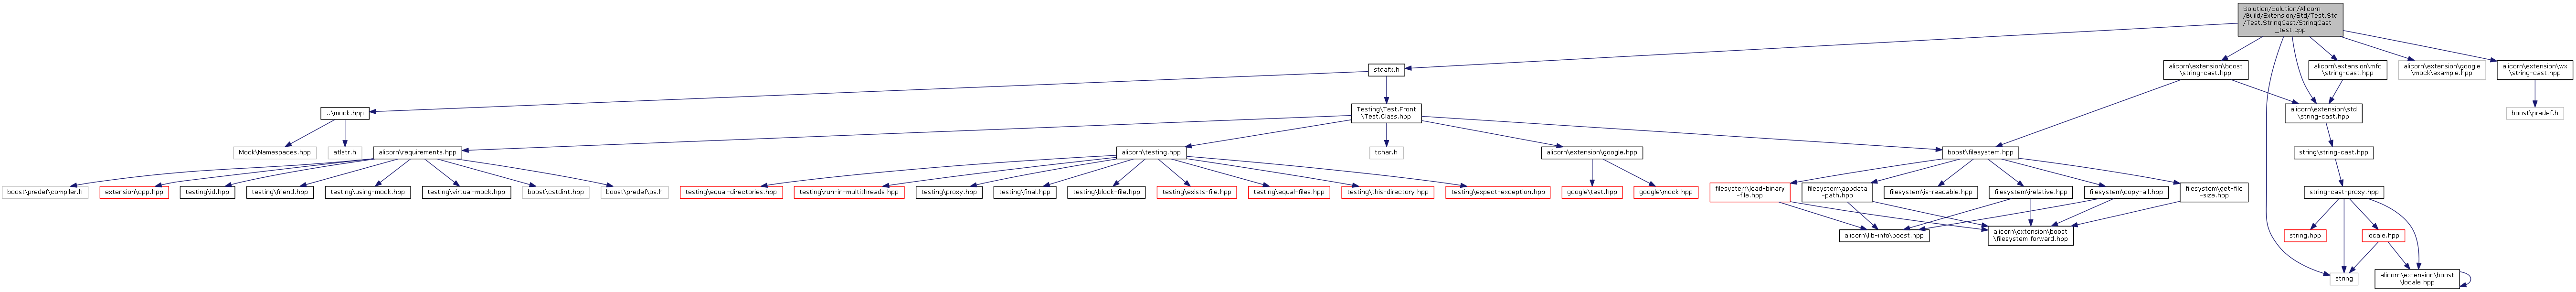 Solution/Solution/Alicorn
/Build/Extension/Std/Test.Std
/Test.StringCast/StringCast
_test.cpp
stdafx.h
alicorn\extension\boost
\string-cast.hpp
alicorn\extension\mfc
\string-cast.hpp
alicorn\extension\google
\mock\example.hpp
alicorn\extension\wx
\string-cast.hpp
..\mock.hpp
Testing\Test.Front
\Test.Class.hpp
alicorn\extension\std
\string-cast.hpp
boost\predef.h
Mock\Namespaces.hpp
atlstr.h
alicorn\requirements.hpp
alicorn\testing.hpp
tchar.h
alicorn\extension\google.hpp
boost\filesystem.hpp
string\string-cast.hpp
boost\predef\compiler.h
extension\cpp.hpp
testing\d.hpp
testing\friend.hpp
testing\using-mock.hpp
testing\virtual-mock.hpp
boost\cstdint.hpp
boost\predef\os.h
testing\equal-directories.hpp
testing\run-in-multithreads.hpp
testing\proxy.hpp
testing\final.hpp
testing\block-file.hpp
testing\exists-file.hpp
testing\equal-files.hpp
testing\this-directory.hpp
testing\expect-exception.hpp
google\test.hpp
google\mock.hpp
filesystem\load-binary
-file.hpp
filesystem\appdata
-path.hpp
filesystem\is-readable.hpp
filesystem\relative.hpp
filesystem\copy-all.hpp
filesystem\get-file
-size.hpp
string-cast-proxy.hpp
alicorn\lib-info\boost.hpp
alicorn\extension\boost
\filesystem.forward.hpp
string.hpp
locale.hpp
string
alicorn\extension\boost
\locale.hpp